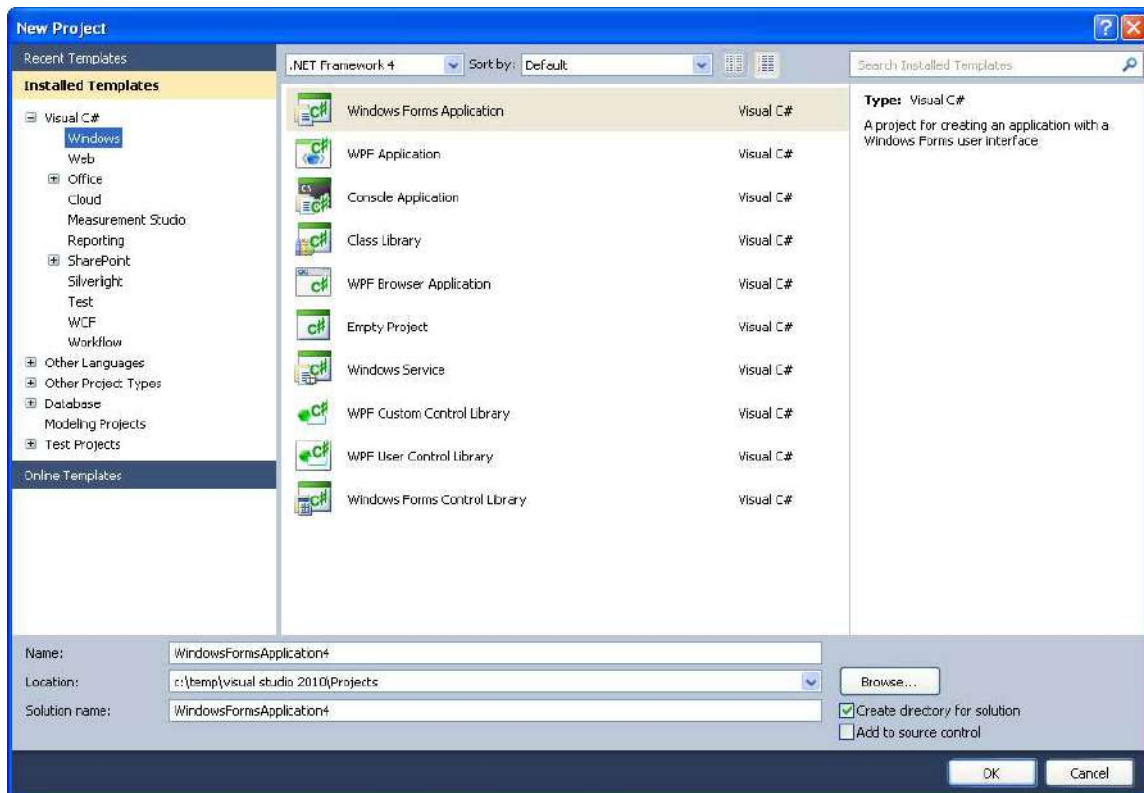 New Project
Recent Templates
Installed Templates
Visual C#
Windows
Web
Office
Cloud
Measurement Studio
Reporting
SharePoint
Silverlight
Test
WCF
Workflow
Other Languages
Other Project Types
Database
Modeling Projects
Test Projects
Online Templates
.NET Framework 4 Sort by: Default
Windows Forms Application Visual C#
WPF Application Visual C#
Console Application Visual C#
Class Library Visual C#
WPF Browser Application Visual C#
Empty Project Visual C#
Windows Service Visual C#
WPF Custom Control Library Visual C#
WPF User Control Library Visual C#
Windows Forms Control Library Visual C#
Search Installed Templates
Type: Visual C#
A project for creating an application with a
Windows Forms user interface
Name: WindowsFormsApplication4
Location: c:\temp\visual studio 2010\Projects Browse...
Solution name: WindowsFormsApplication4
Create directory for solution
Add to source control
OK Cancel